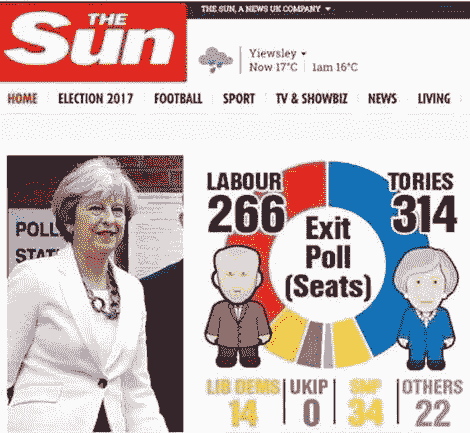 THE SUN, A NEWS UK COMPANY
THE
Sun
Yiewsley
Now 17°C | 1am 16°C
HOME ELECTION 2017 FOOTBALL SPORT TV & SHOWBIZ NEWS LIVING
POLL
STAT
LABOUR
266
TORIES
314
Exit
Poll
(Seats)
LIB DEMS UKIP SNP OTHERS
14 0 34 22